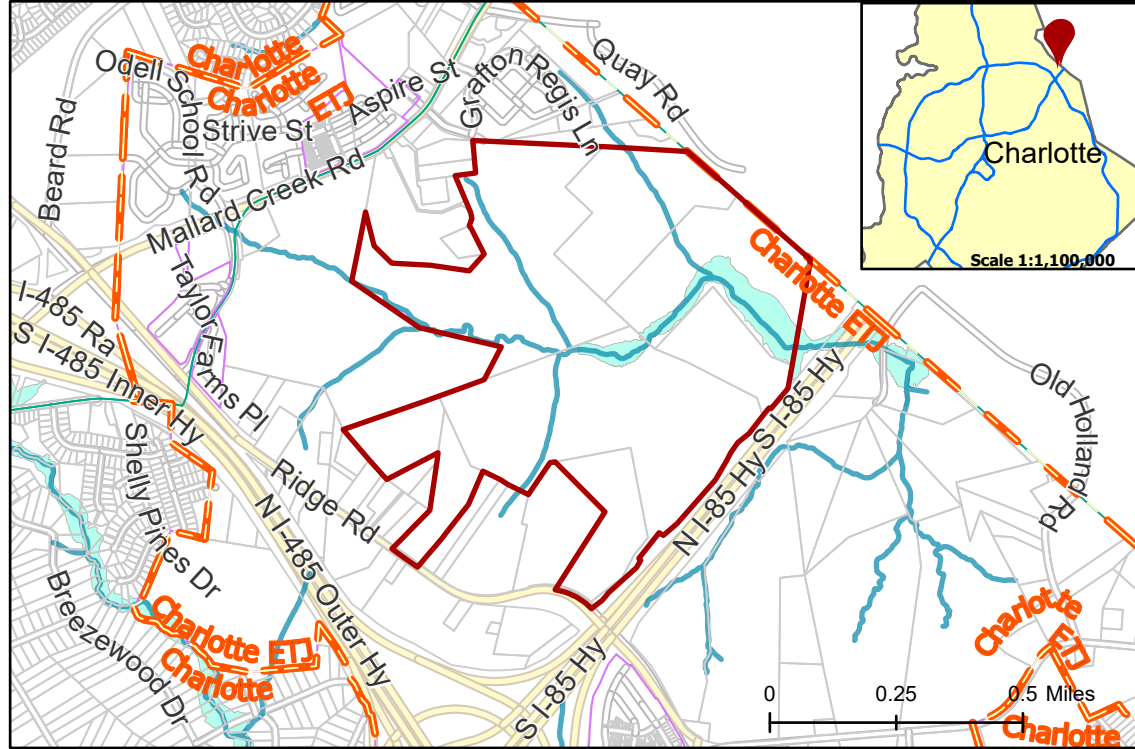 Charlotte
Charlotte
ETJ
Odell School Rd
Strive St
Aspire St
Grafton
Regis Ln
Quay Rd
Beard Rd
Mallard Creek Rd
Taylor Farms Pl
I-485 Ra
S I-485 Inner Hy
Shelly Pines Dr
Ridge Rd
N I-485 Outer Hy
Breezewood Dr
Charlotte ETJ
Charlotte
Charlotte ETJ
N I-85 Hy
S I-85 Hy
S I-85 Hy
Old Holland Rd
Charlotte
ETJ
Charlotte
0 0.25 0.5 Miles
Charlotte
Scale 1:1,100,000